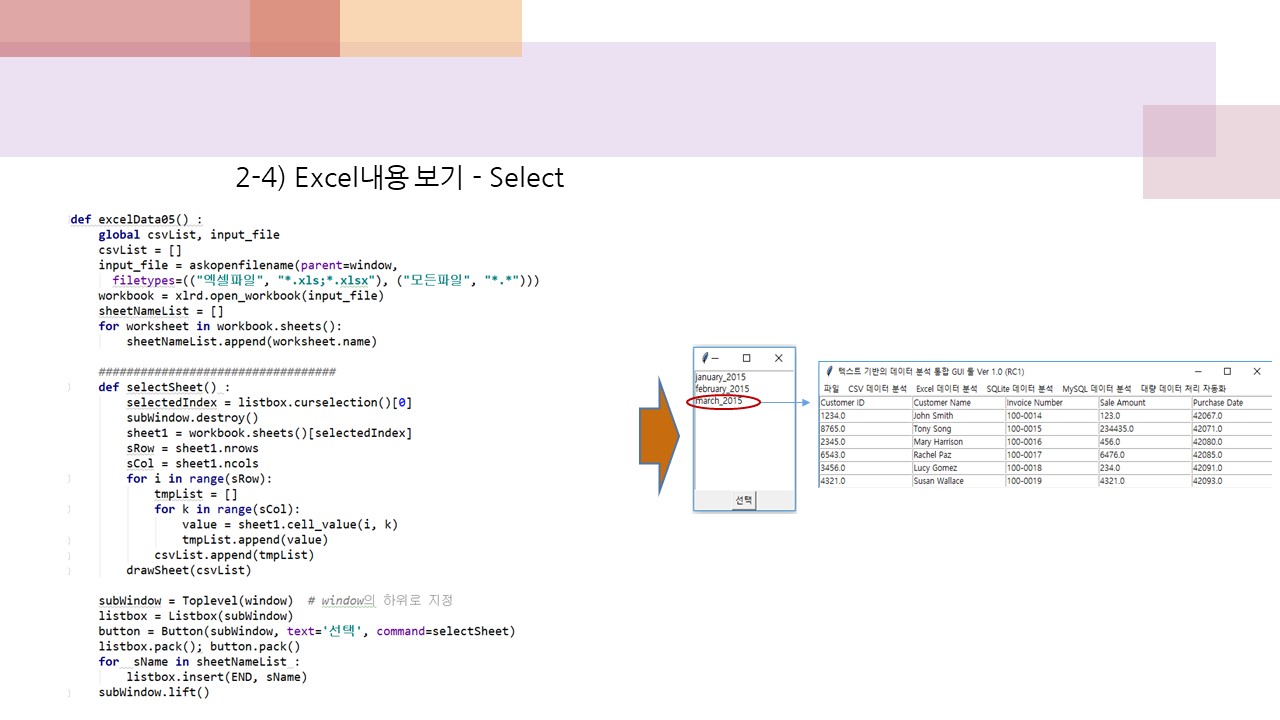 2-4) Excel내용 보기 - Select
def excelData05() :
global csvList, input_file
csvList = []
input_file = askopenfilename(parent=window,
filetypes=(("엑셀파일", "*.xls;*.xlsx"), ("모든파일", "*.*")))
workbook = xlrd.open_workbook(input_file)
sheetNameList = []
for worksheet in workbook.sheets():
sheetNameList.append(worksheet.name)
##################################
def selectSheet() :
selectedIndex = listbox.curselection()[0]
subWindow.destroy()
sheet1 = workbook.sheets()[selectedIndex]
sRow = sheet1.nrows
sCol = sheet1.ncols
for i in range(sRow):
tmpList = []
for k in range(sCol):
value = sheet1.cell_value(i, k)
tmpList.append(value)
csvList.append(tmpList)
drawSheet(csvList)
subWindow = Toplevel(window)  # window의 하위로 지정
listbox = Listbox(subWindow)
button = Button(subWindow, text='선택', command=selectSheet)
listbox.pack(); button.pack()
for  sName in sheetNameList :
listbox.insert(END, sName)
subWindow.lift()
january_2015
february_2015
march_2015
선택
텍스트 기반의 데이터 분석 통합 GUI 툴 Ver 1.0 (RC1)
파일 CSV 데이터 분석 Excel 데이터 분석 SQLite 데이터 분석 MySQL 데이터 분석 대량 데이터 처리 자동화
Customer ID Customer Name Invoice Number Sale Amount Purchase Date
1234.0 John Smith 100-0014 123.0 42067.0
8765.0 Tony Song 100-0015 234435.0 42071.0
2345.0 Mary Harrison 100-0016 456.0 42080.0
6543.0 Rachel Paz 100-0017 6476.0 42085.0
3456.0 Lucy Gomez 100-0018 234.0 42091.0
4321.0 Susan Wallace 100-0019 4321.0 42093.0